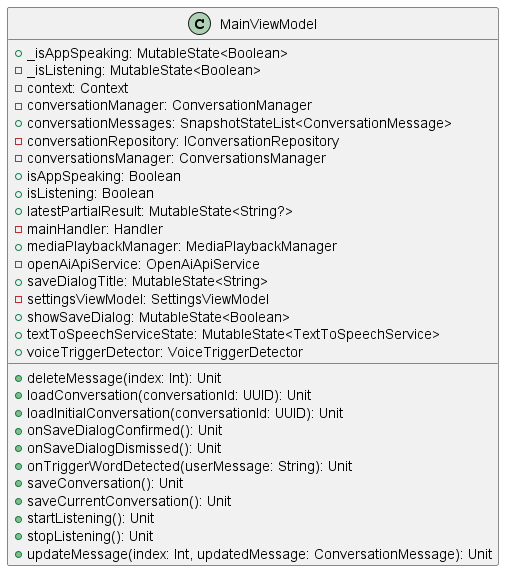 C MainViewModel
_isAppSpeaking: MutableState<Boolean>
_isListening: MutableState<Boolean>
context: Context
conversationManager: ConversationManager
conversationMessages: SnapshotStateList<ConversationMessage>
conversationRepository: IConversationRepository
conversationsManager: ConversationsManager
isAppSpeaking: Boolean
isListening: Boolean
latestPartialResult: MutableState<String?>
mainHandler: Handler
mediaPlaybackManager: MediaPlaybackManager
openAiApiService: OpenAiApiService
saveDialogTitle: MutableState<String>
settingsViewModel: SettingsViewModel
showSaveDialog: MutableState<Boolean>
textToSpeechServiceState: MutableState<TextToSpeechService>
voiceTriggerDetector: VoiceTriggerDetector
deleteMessage(index: Int): Unit
loadConversation(conversationId: UUID): Unit
loadInitialConversation(conversationId: UUID): Unit
onSaveDialogConfirmed(): Unit
onSaveDialogDismissed(): Unit
onTriggerWordDetected(userMessage: String): Unit
saveConversation(): Unit
saveCurrentConversation(): Unit
startListening(): Unit
stopListening(): Unit
updateMessage(index: Int, updatedMessage: ConversationMessage): Unit